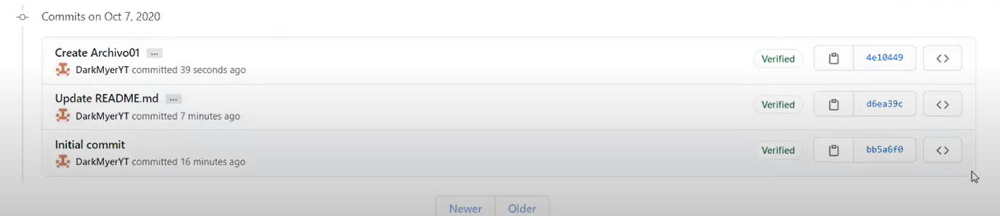 Commits on Oct 7, 2020
Create Archivo01 ...
DarkMyerYT committed 39 seconds ago
Verified
4e10449
Update README.md ...
DarkMyerYT committed 7 minutes ago
Verified
d6ea39c
Initial commit
DarkMyerYT committed 16 minutes ago
Verified
bb5a6f0
Newer Older